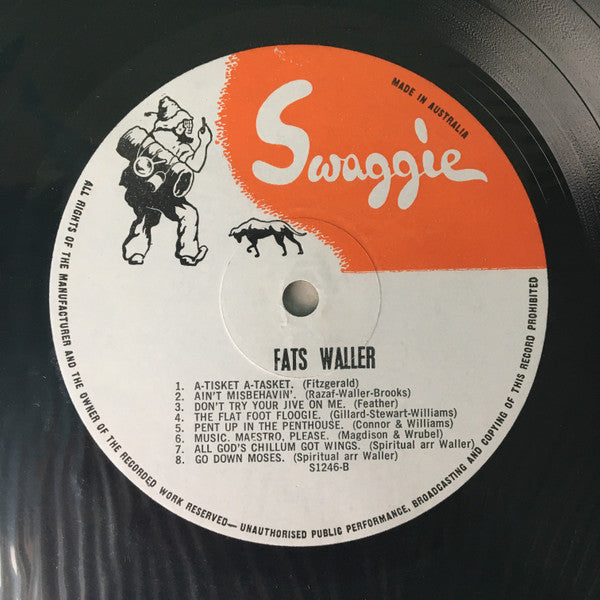 Swaggie
MADE IN AUSTRALIA
FATS WALLER
1. A-TISKET A-TASKET. (Fitzgerald)
2. AIN'T MISBEHAVIN'. (Razaf-Waller-Brooks)
3. DON'T TRY YOUR JIVE ON ME. (Feather)
4. THE FLAT FOOT FLOOGIE. (Gillard-Stewart-Williams)
5. PENT UP IN THE PENTHOUSE. (Connor & Williams)
6. MUSIC. MAESTRO, PLEASE. (Magdison & Wrubel)
7. ALL GOD'S CHILLUM GOT WINGS. (Spiritual arr Waller)
8. GO DOWN MOSES. (Spiritual arr Waller)
S1246-B
ALL RIGHTS OF THE MANUFACTURER AND THE OWNER OF THE RECORDED WORK RESERVED— UNAUTHORISED PUBLIC PERFORMANCE, BROADCASTING AND COPYING OF THIS RECORD PROHIBITED